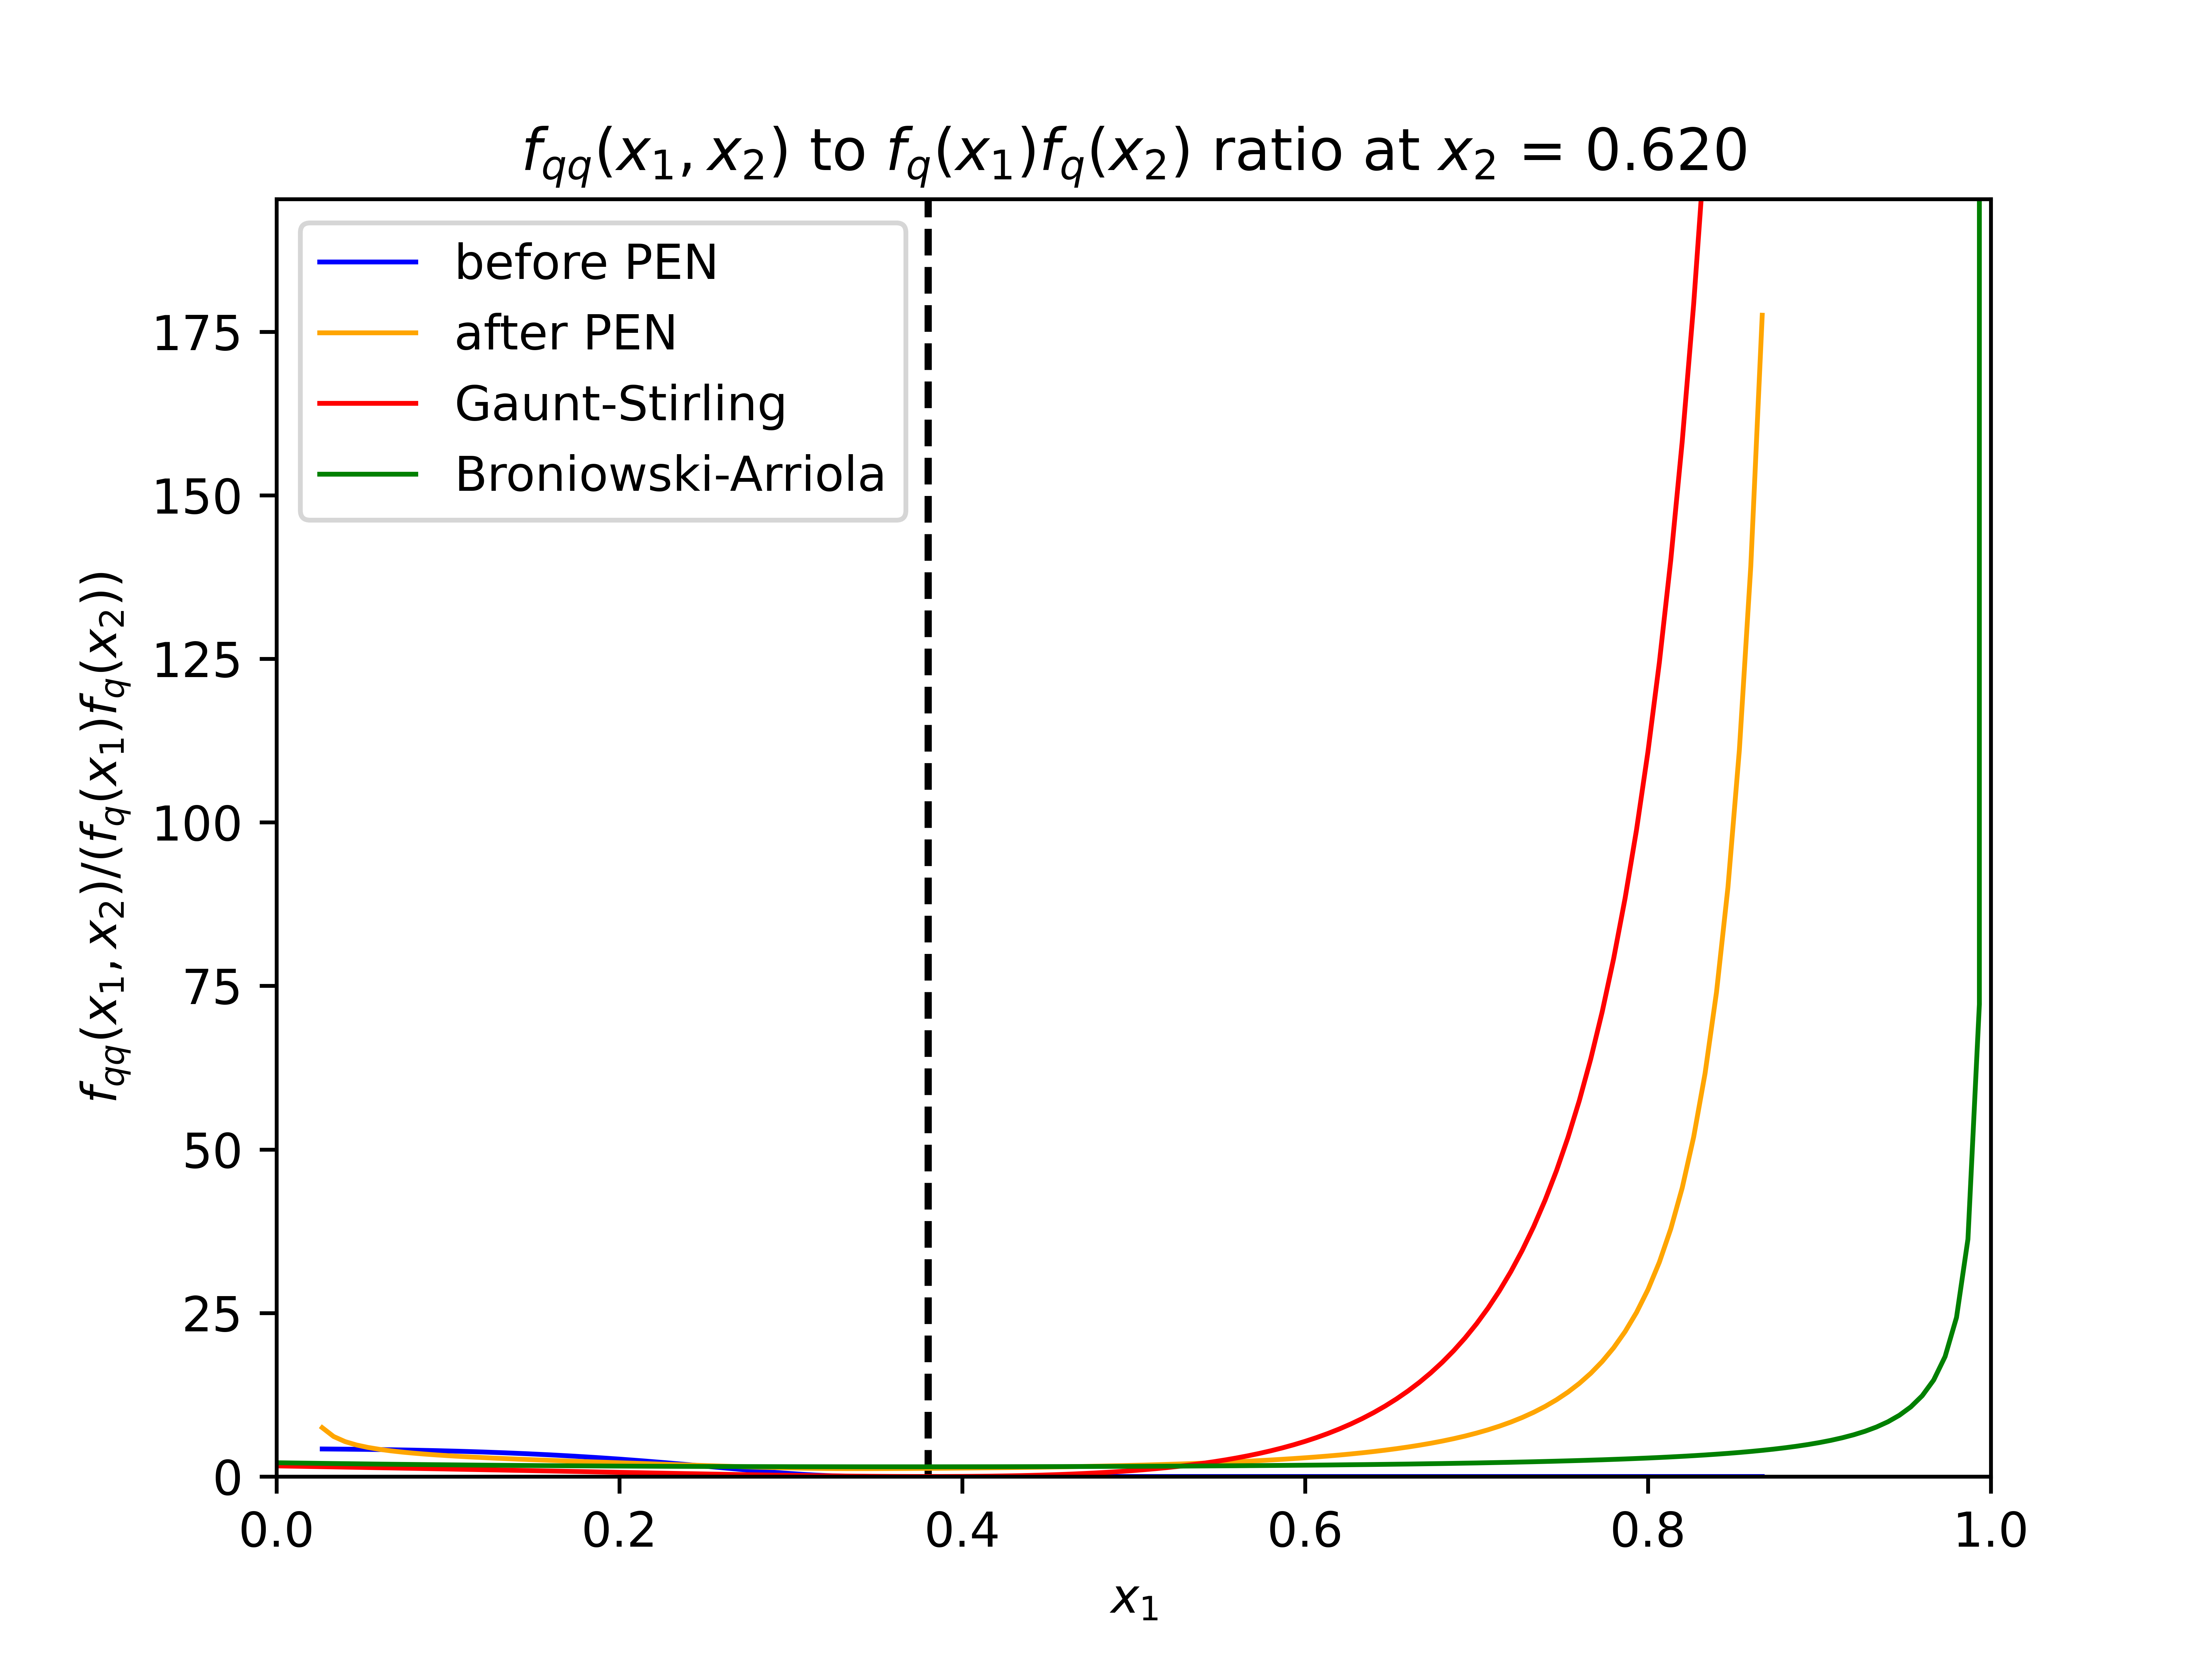 f_qq(x_1, x_2) to f_q(x_1)f_q(x_2) ratio at x_2 = 0.620
before PEN
after PEN
Gaunt-Stirling
Broniowski-Arriola
f_qq(x_1, x_2)/(f_q(x_1)f_q(x_2))
175
150
125
100
75
50
25
0
0.0 0.2 0.4 0.6 0.8 1.0
x_1